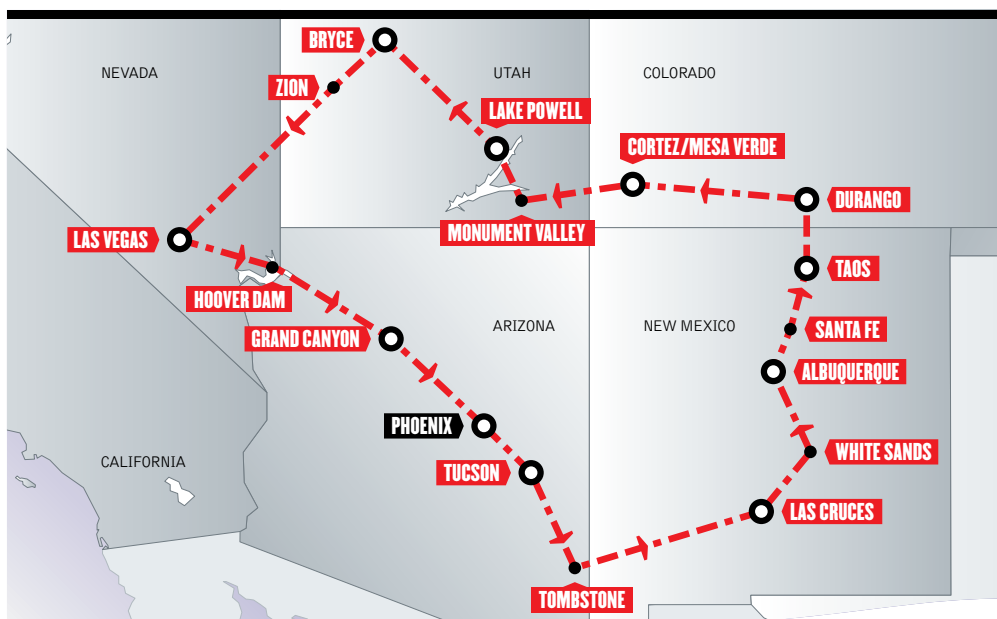 BRYCE
NEVADA
UTAH
COLORADO
ZION
LAKE POWELL
CORTEZ/MESA VERDE
DURANGO
MONUMENT VALLEY
LAS VEGAS
TAOS
HOOVER DAM
ARIZONA
NEW MEXICO
SANTA FE
GRAND CANYON
ALBUQUERQUE
PHOENIX
WHITE SANDS
CALIFORNIA
TUCSON
LAS CRUCES
TOMBSTONE